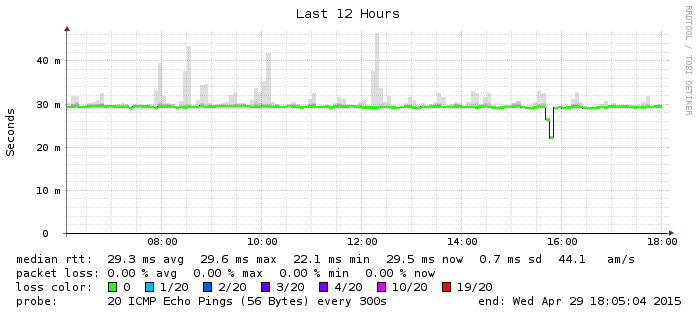 Last 12 Hours
RRDTOOL / TOBI OETIKER
Seconds
40 m
30 m
20 m
10 m
0
08:00 10:00 12:00 14:00 16:00 18:00
median rtt: 29.3 ms avg 29.6 ms max 22.1 ms min 29.5 ms now 0.7 ms sd 44.1 am/s
packet loss: 0.00 % avg 0.00 % max 0.00 % min 0.00 % now
loss color: 0 1/20 2/20 3/20 4/20 10/20 19/20
probe: 20 ICMP Echo Pings (56 Bytes) every 300s end: Wed Apr 29 18:05:04 2015